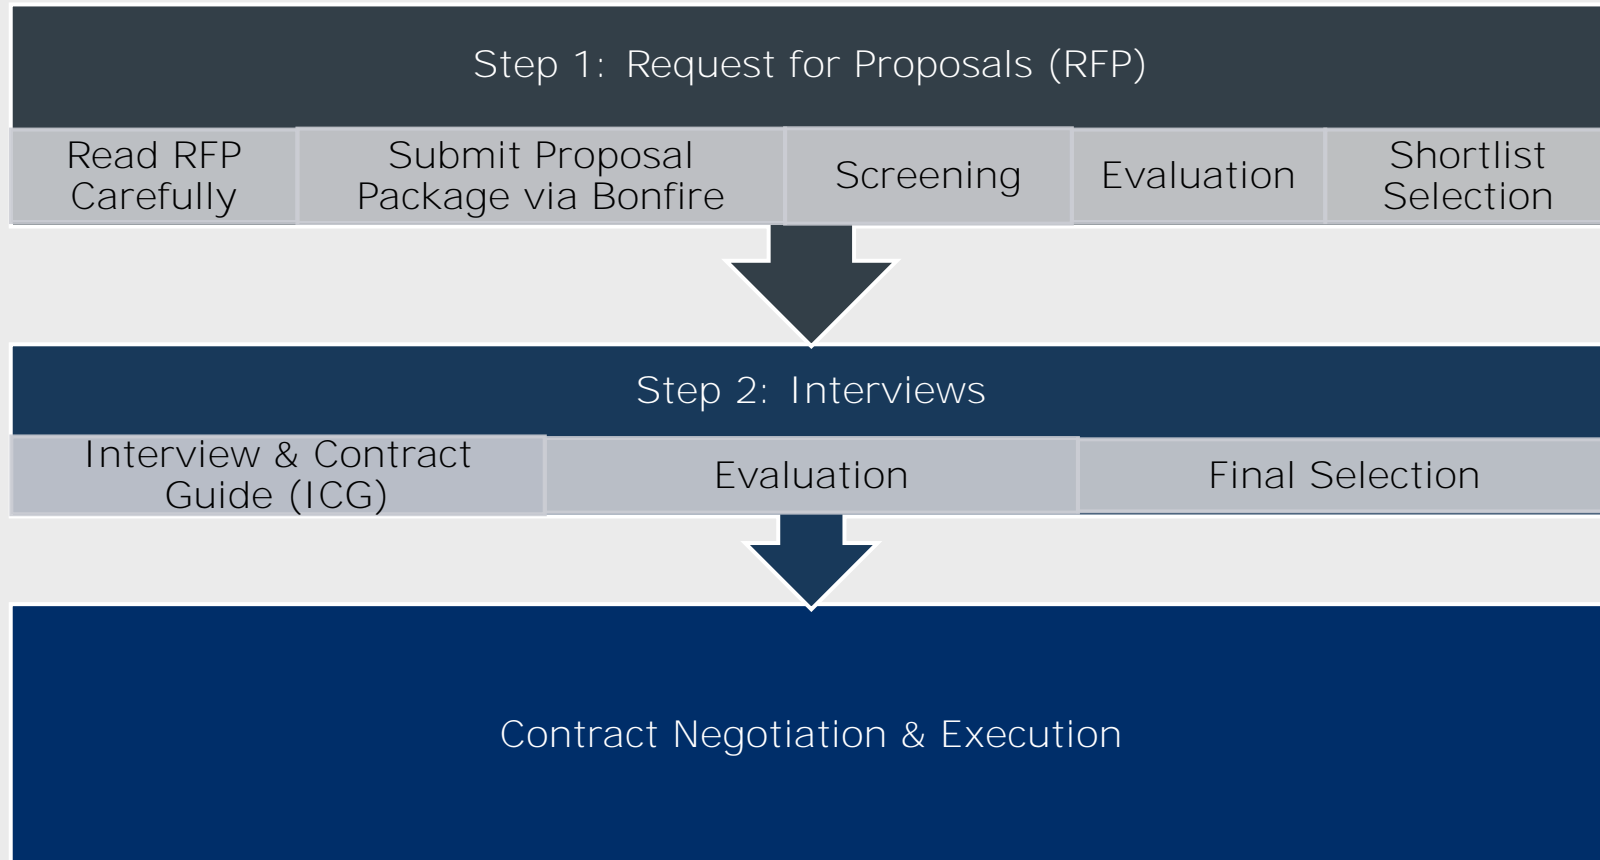 Step 1: Request for Proposals (RFP)
Read RFP
Carefully
Submit Proposal
Package via Bonfire
Screening
Evaluation
Shortlist
Selection
Step 2: Interviews
Interview & Contract
Guide (ICG)
Evaluation
Final Selection
Contract Negotiation & Execution